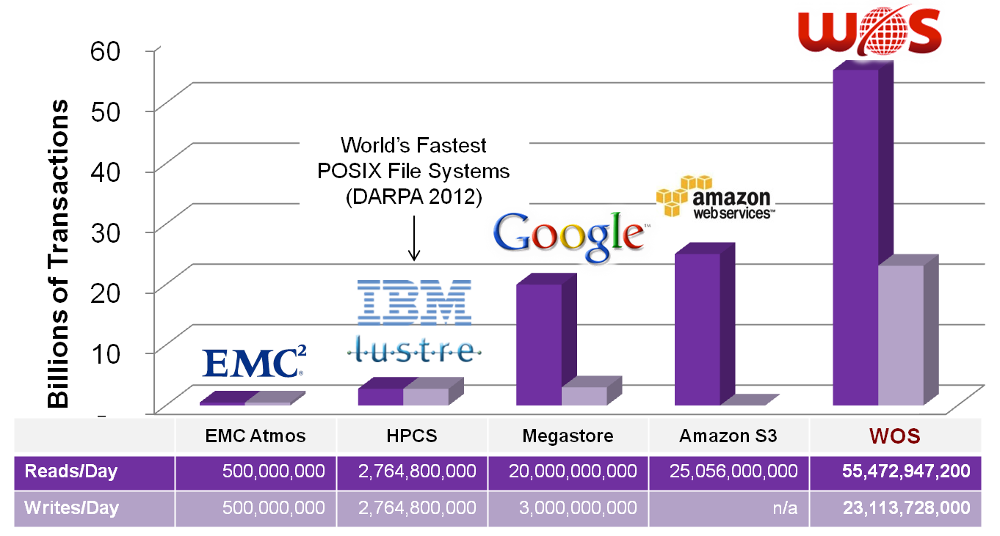 WOS
60
50
40
30
20
10
-
Billions of Transactions
World’s Fastest
POSIX File Systems
(DARPA 2012)
amazon
webservices™
Google™
IBM
l·u·s·t·r·e·
EMC²®
EMC Atmos HPCS Megastore Amazon S3 WOS
Reads/Day 500,000,000 2,764,800,000 20,000,000,000 25,056,000,000 55,472,947,200
Writes/Day 500,000,000 2,764,800,000 3,000,000,000 n/a 23,113,728,000